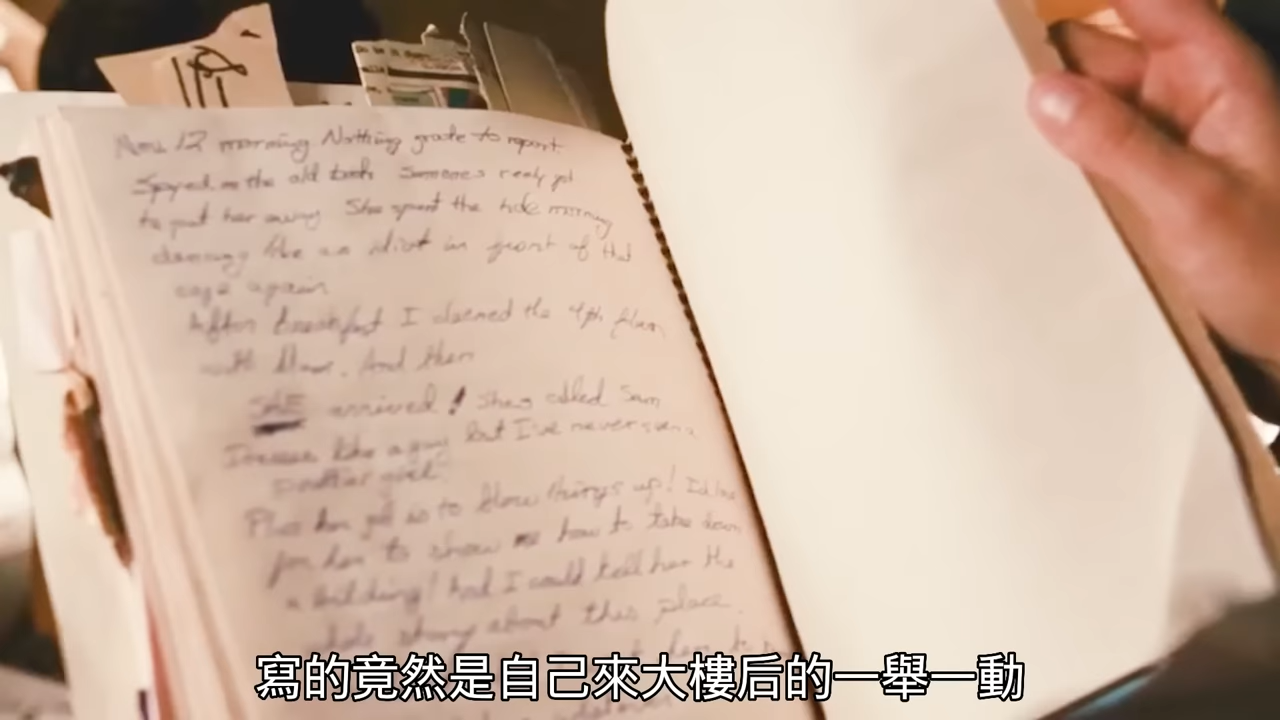 12 morning Nothing grate to report
Spyed on the old Someones really got
to put her away She spent the hole morning
dancing like an idiot in front of that
cage again
After breakfast I cleaned the 4th floor
with . And then
SHE arrived! She's called Sam
Dresses like a guy but I've never seen a
prettier girl
Plus her job is to blow things up! I'd love
for her to show me how to take down
a building! And I could tell her the
whole story about this place.
寫的竟然是自己來大樓后的一舉一動